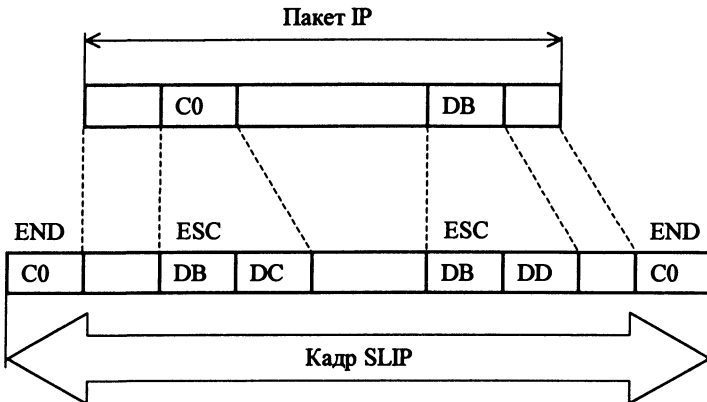 Пакет IP
C0 DB
END ESC ESC END
C0 DB DC DB DD C0
Кадр SLIP